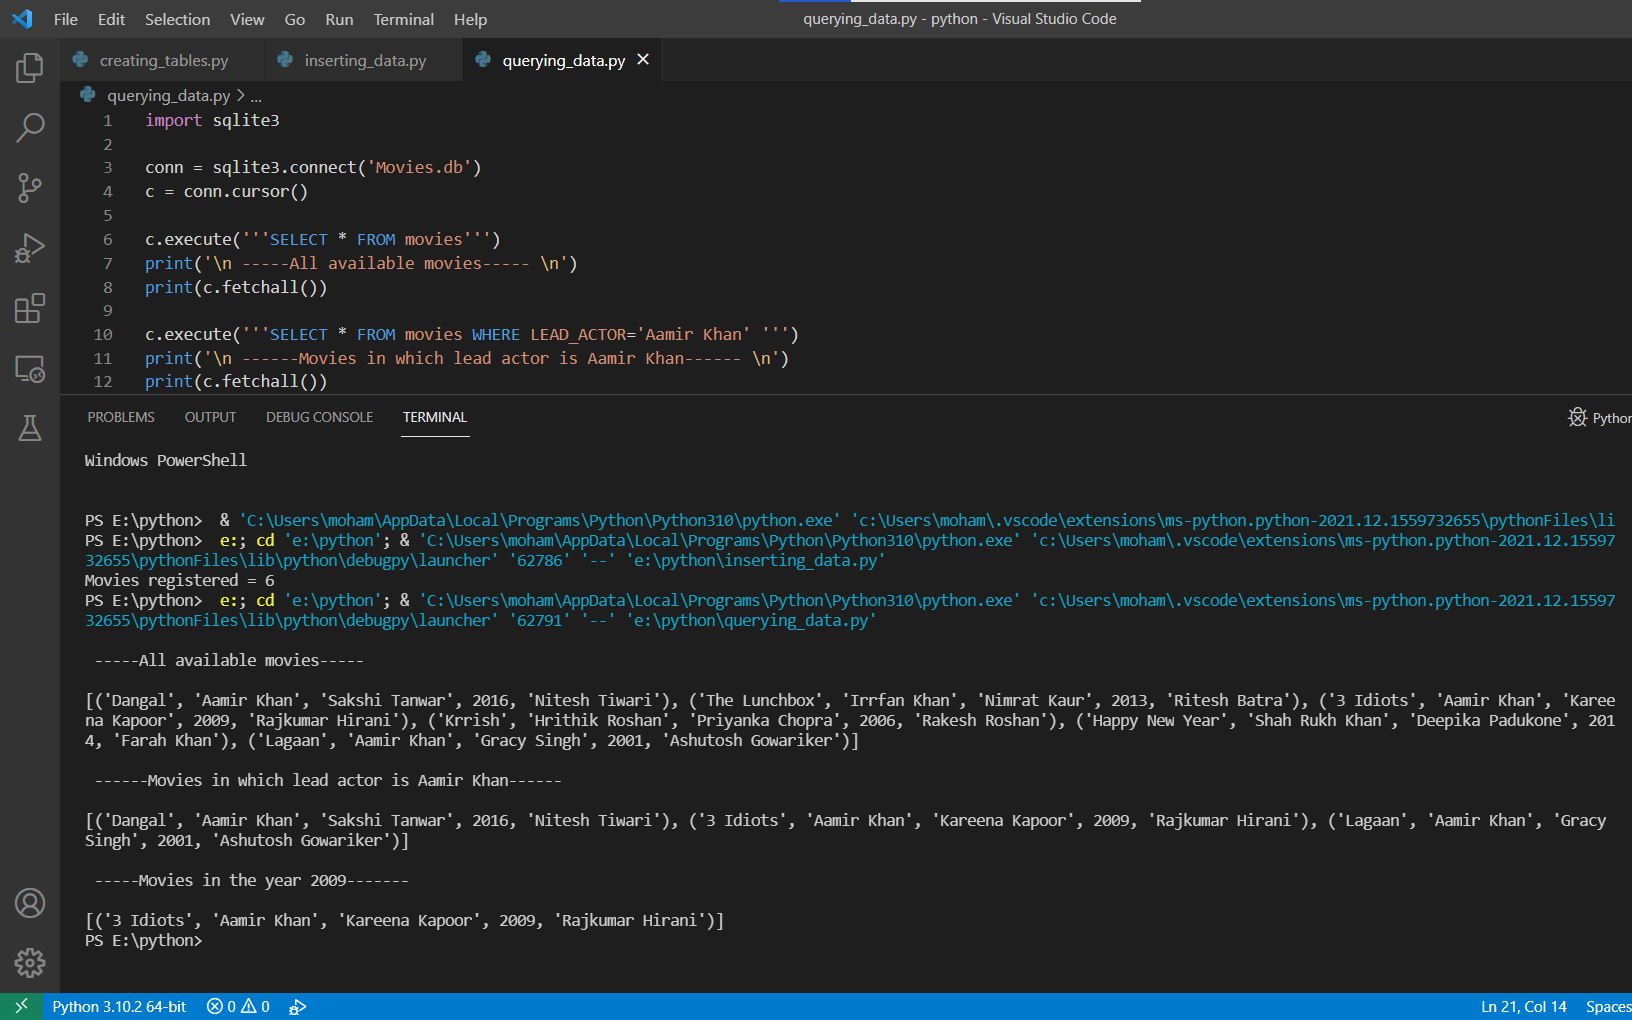 File Edit Selection View Go Run Terminal Help querying_data.py - python - Visual Studio Code
creating_tables.py inserting_data.py querying_data.py
querying_data.py > ...
1 import sqlite3
2
3 conn = sqlite3.connect('Movies.db')
4 c = conn.cursor()
5
6 c.execute('''SELECT * FROM movies''')
7 print('\n -----All available movies----- \n')
8 print(c.fetchall())
9
10 c.execute('''SELECT * FROM movies WHERE LEAD_ACTOR='Aamir Khan' ''')
11 print('\n ------Movies in which lead actor is Aamir Khan------ \n')
12 print(c.fetchall())
PROBLEMS OUTPUT DEBUG CONSOLE TERMINAL Python
Windows PowerShell
PS E:\python>  & 'C:\Users\moham\AppData\Local\Programs\Python\Python310\python.exe' 'c:\Users\moham\.vscode\extensions\ms-python.python-2021.12.1559732655\pythonFiles\li
PS E:\python>  e:; cd 'e:\python'; & 'C:\Users\moham\AppData\Local\Programs\Python\Python310\python.exe' 'c:\Users\moham\.vscode\extensions\ms-python.python-2021.12.15597
32655\pythonFiles\lib\python\debugpy\launcher' '62786' '--' 'e:\python\inserting_data.py'
Movies registered = 6
PS E:\python>  e:; cd 'e:\python'; & 'C:\Users\moham\AppData\Local\Programs\Python\Python310\python.exe' 'c:\Users\moham\.vscode\extensions\ms-python.python-2021.12.15597
32655\pythonFiles\lib\python\debugpy\launcher' '62791' '--' 'e:\python\querying_data.py'
-----All available movies-----
[('Dangal', 'Aamir Khan', 'Sakshi Tanwar', 2016, 'Nitesh Tiwari'), ('The Lunchbox', 'Irrfan Khan', 'Nimrat Kaur', 2013, 'Ritesh Batra'), ('3 Idiots', 'Aamir Khan', 'Karee
na Kapoor', 2009, 'Rajkumar Hirani'), ('Krrish', 'Hrithik Roshan', 'Priyanka Chopra', 2006, 'Rakesh Roshan'), ('Happy New Year', 'Shah Rukh Khan', 'Deepika Padukone', 201
4, 'Farah Khan'), ('Lagaan', 'Aamir Khan', 'Gracy Singh', 2001, 'Ashutosh Gowariker')]
------Movies in which lead actor is Aamir Khan------
[('Dangal', 'Aamir Khan', 'Sakshi Tanwar', 2016, 'Nitesh Tiwari'), ('3 Idiots', 'Aamir Khan', 'Kareena Kapoor', 2009, 'Rajkumar Hirani'), ('Lagaan', 'Aamir Khan', 'Gracy
Singh', 2001, 'Ashutosh Gowariker')]
-----Movies in the year 2009-------
[('3 Idiots', 'Aamir Khan', 'Kareena Kapoor', 2009, 'Rajkumar Hirani')]
PS E:\python>
Python 3.10.2 64-bit 0 0 Ln 21, Col 14 Spaces